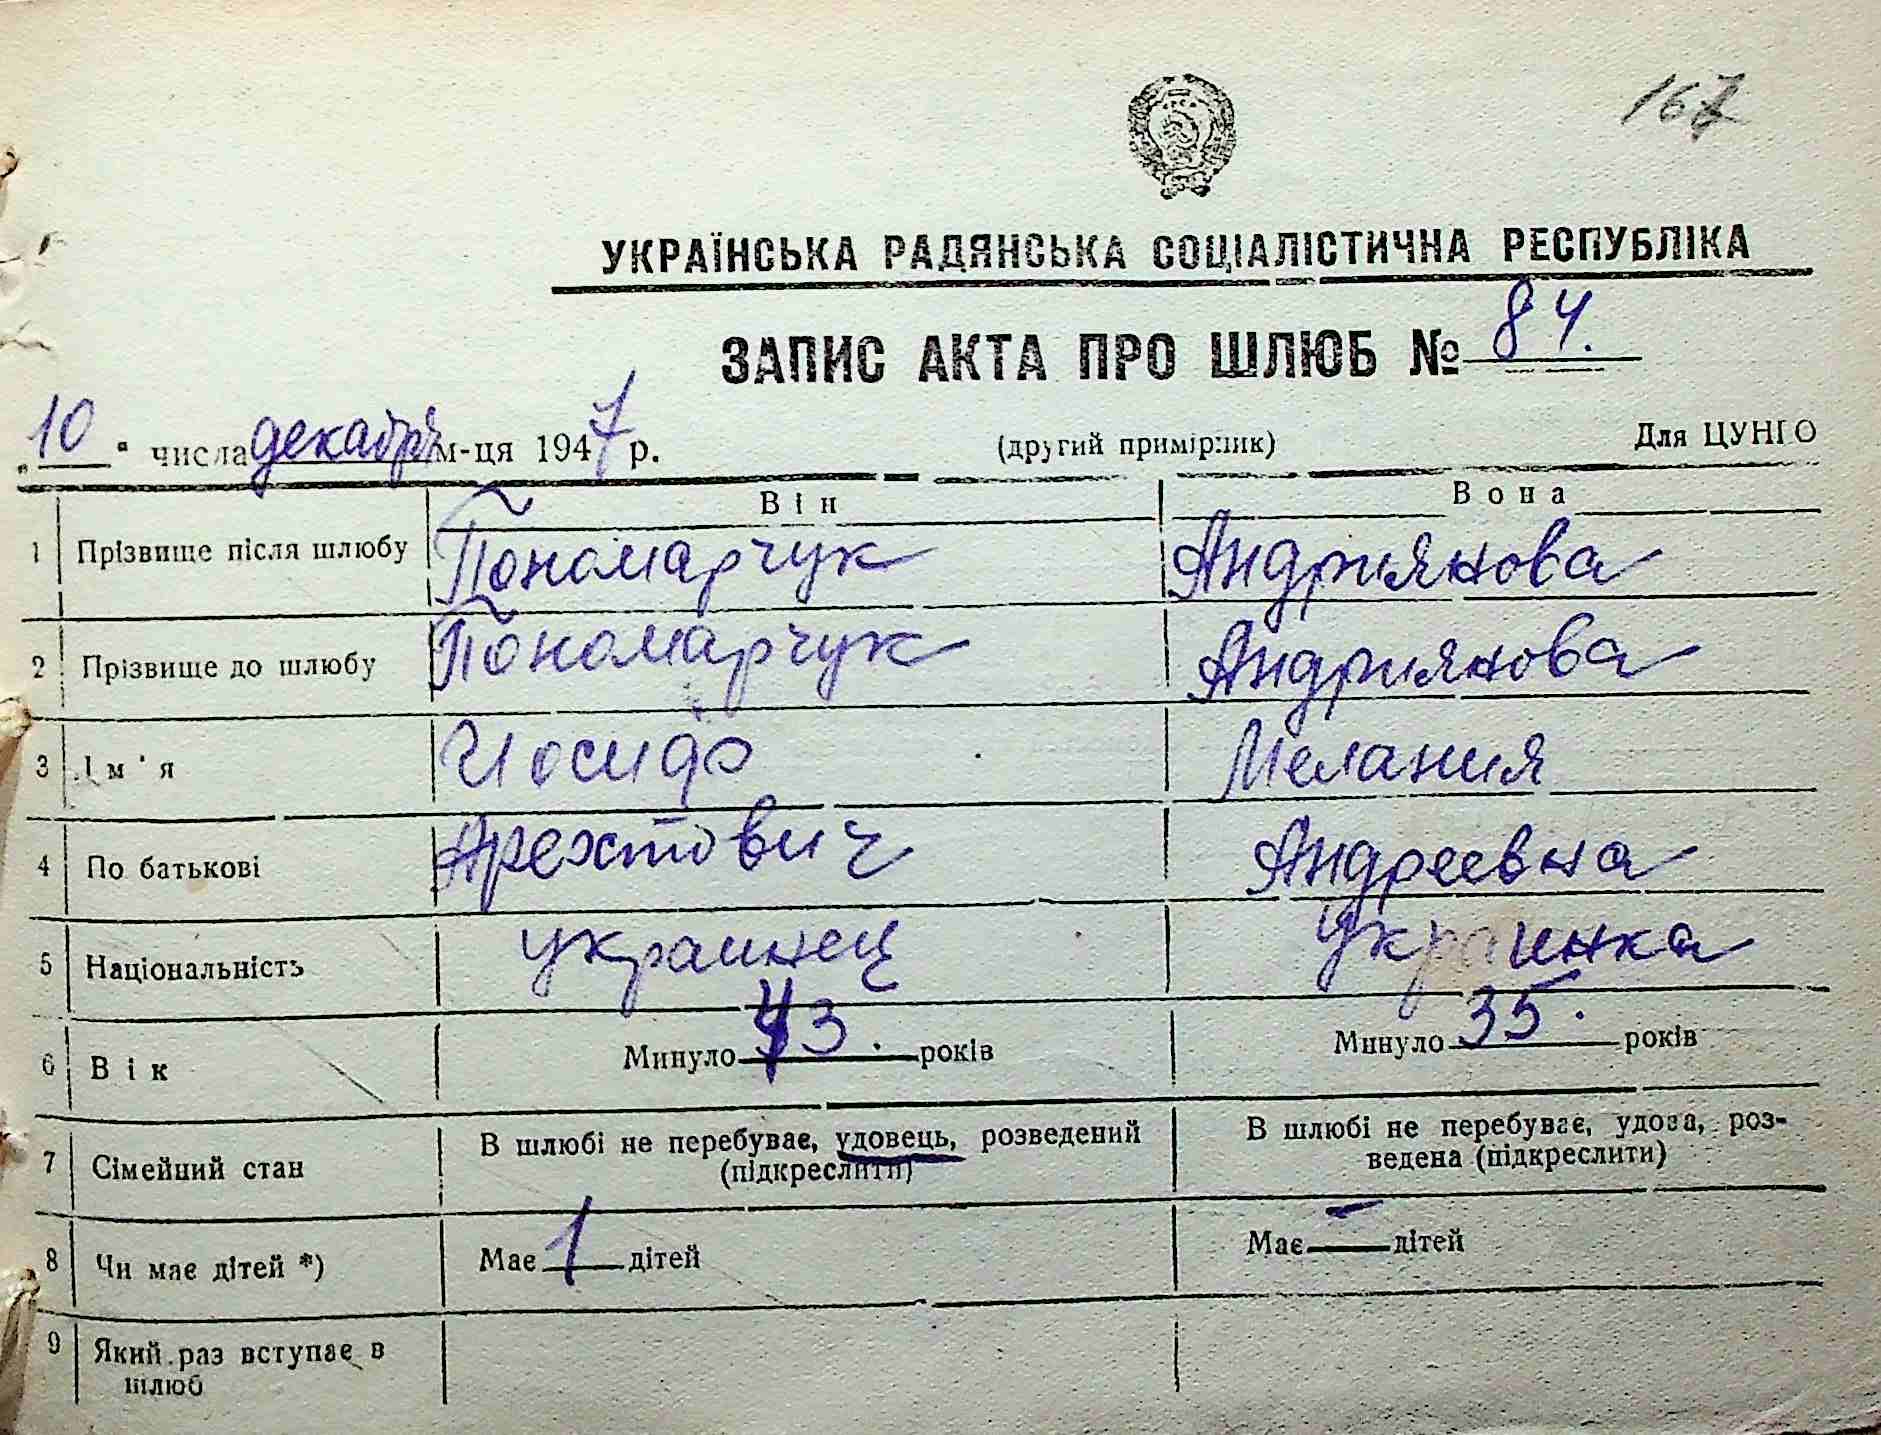 167
УКРАЇНСЬКА РАДЯНСЬКА СОЦІАЛІСТИЧНА РЕСПУБЛІКА
ЗАПИС АКТА ПРО ШЛЮБ № 84.
„10“ числа декабря м-ця 1947 р. (другий примірник) Для ЦУНГО
Він Вона
1 Прізвище після шлюбу Пономарчук Андриянова
2 Прізвище до шлюбу Пономарчук Андриянова
3 Ім'я Иосиф Мелания
4 По батькові Арехтович Андреевна
5 Національність украинец украинка
6 Вік Минуло 43. років Минуло 35. років
7 Сімейний стан В шлюбі не перебуває, удовець, розведений (підкреслити) В шлюбі не перебуває, удова, роз-
ведена (підкреслити)
8 Чи має дітей *) Має 1 дітей Має — дітей
9 Який раз вступає в
шлюб